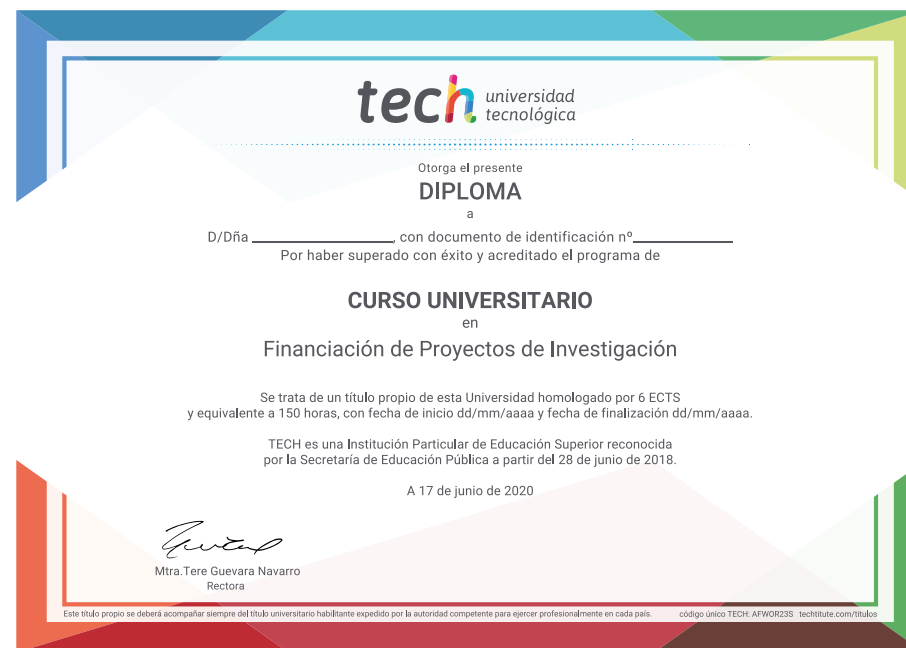 tech universidad
tecnológica
Otorga el presente
DIPLOMA
a
D/Dña ____________________, con documento de identificación nº______________
Por haber superado con éxito y acreditado el programa de
CURSO UNIVERSITARIO
en
Financiación de Proyectos de Investigación
Se trata de un título propio de esta Universidad homologado por 6 ECTS
y equivalente a 150 horas, con fecha de inicio dd/mm/aaaa y fecha de finalización dd/mm/aaaa.
TECH es una Institución Particular de Educación Superior reconocida
por la Secretaría de Educación Pública a partir del 28 de junio de 2018.
A 17 de junio de 2020
Mtra.Tere Guevara Navarro
Rectora
Este título propio se deberá acompañar siempre del título universitario habilitante expedido por la autoridad competente para ejercer profesionalmente en cada país. código único TECH: AFWOR23S techtitute.com/titulos